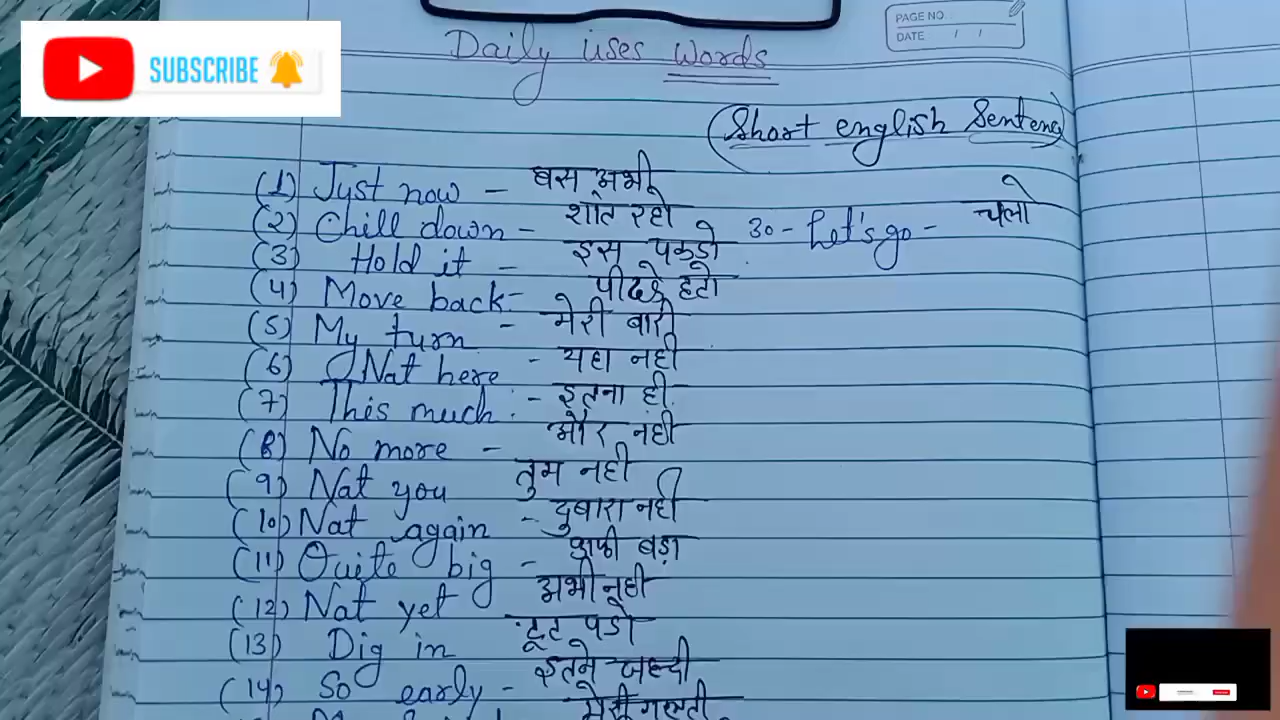 SUBSCRIBE
PAGE NO.
DATE / /
Daily uses Words
(Short english Sentenc)
(1) Just now - बस अभी
(2) Chill down - शांत रहो
30- Let's go - चलो
(3) Hold it - इस पकडो
(4) Move back - पीछे हटो
(5) My turn - मेरी बारी
(6) Nat here - यहा नही
(7) This much :- इतना ही
(8) No more - और नही
(9) Nat you तुम नही
(10) Nat again - दुबारा नही
(11) Quite big - काफी बड़ा
(12) Nat yet अभी नही
(13) Dig in टूट पडो
(14) So early - इतने जल्दी
मेरी गलती